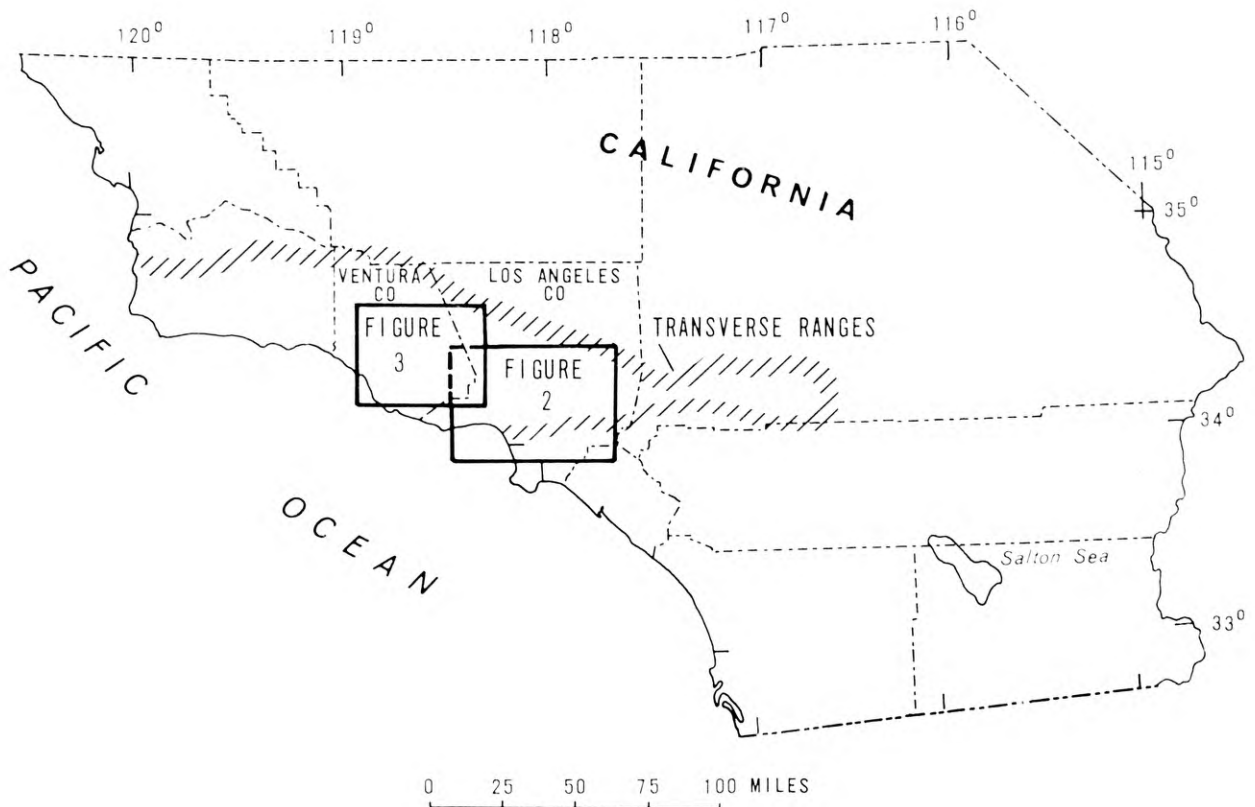 120°
119°
118°
117°
116°
115°
35°
CALIFORNIA
PACIFIC
OCEAN
VENTURA
CO
LOS ANGELES
CO
TRANSVERSE RANGES
FIGURE
3
FIGURE
2
34°
Salton Sea
33°
0 25 50 75 100 MILES